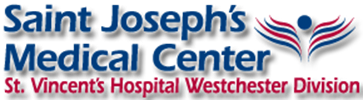 Saint Joseph's
Medical Center
St. Vincent's Hospital Westchester Division